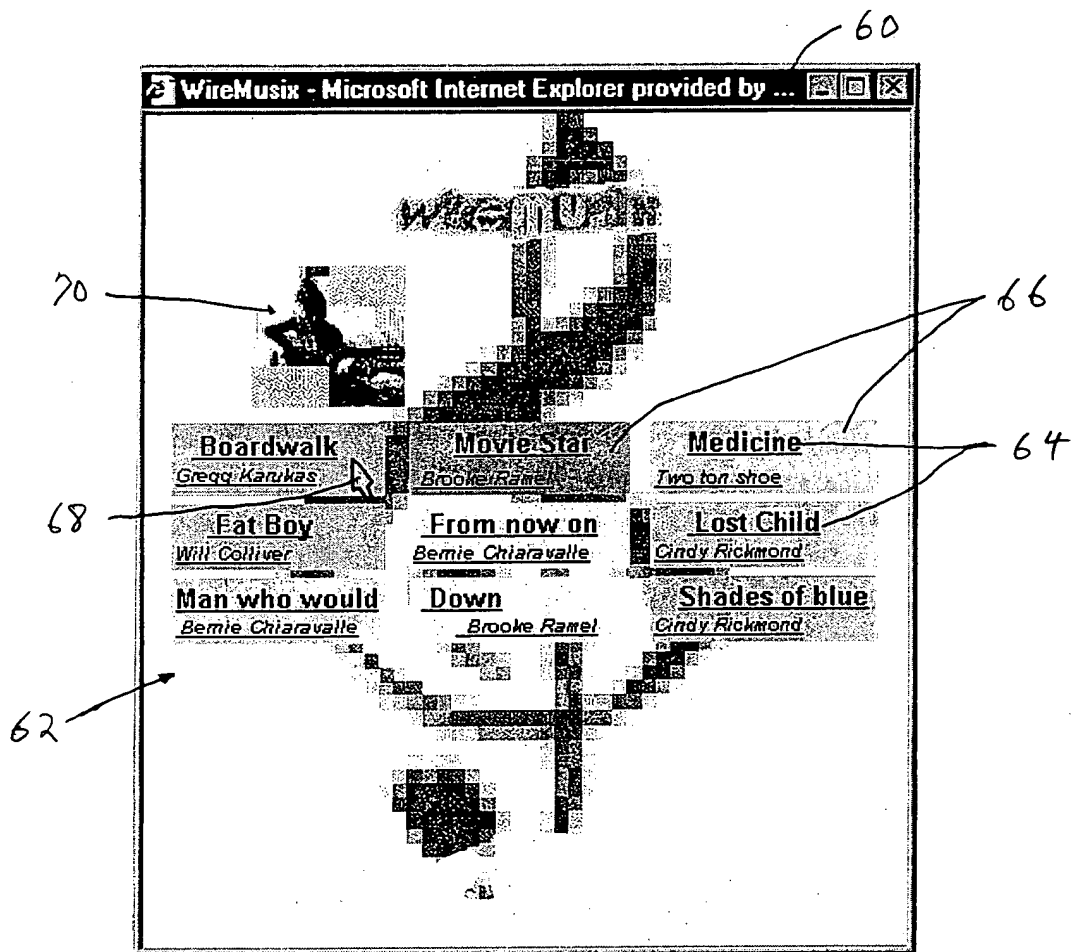 60
WireMusix - Microsoft Internet Explorer provided by ...
70
66
Boardwalk Movie Star Medicine
64
Gregg Karukas Brooke Ramel Two ton shoe
68
Fat Boy From now on Lost Child
Will Colliver Bernie Chiaravalle Cindy Rickmond
Man who would Down Shades of blue
Bernie Chiaravalle Brooke Ramel Cindy Rickmond
62